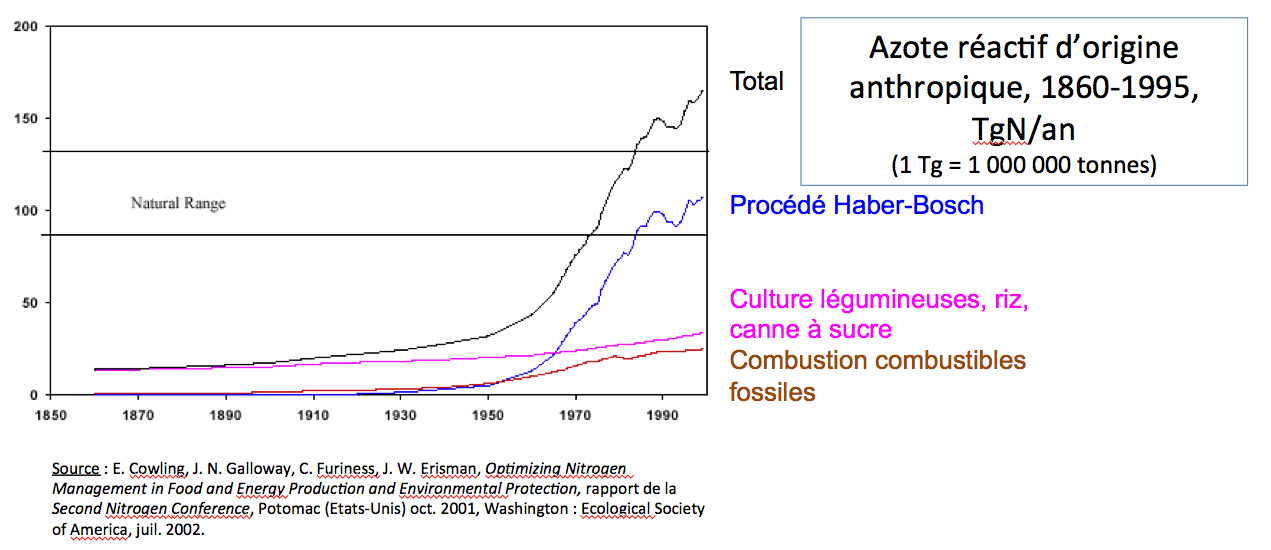 200
150
100
50
0
1850 1870 1890 1910 1930 1950 1970 1990
Natural Range
Total
Azote réactif d’origine
anthropique, 1860-1995,
TgN/an
(1 Tg = 1 000 000 tonnes)
Procédé Haber-Bosch
Culture légumineuses, riz,
canne à sucre
Combustion combustibles
fossiles
Source : E. Cowling, J. N. Galloway, C. Furiness, J. W. Erisman, Optimizing Nitrogen
Management in Food and Energy Production and Environmental Protection, rapport de la
Second Nitrogen Conference, Potomac (Etats-Unis) oct. 2001, Washington : Ecological Society
of America, juil. 2002.